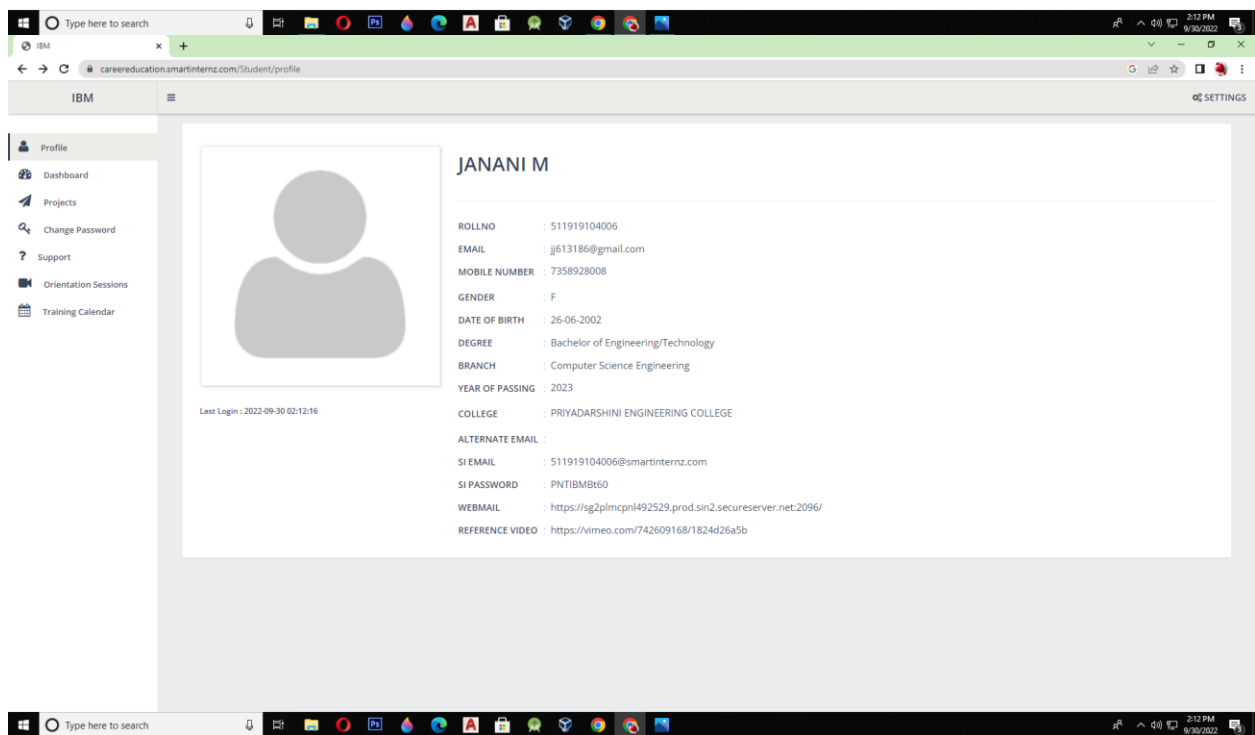 Type here to search
2:12 PM
9/30/2022
IBM
careereducation.smartinternz.com/Student/profile
IBM
SETTINGS
Profile
Dashboard
Projects
Change Password
Support
Orientation Sessions
Training Calendar
JANANI M
ROLLNO : 511919104006
EMAIL : jj613186@gmail.com
MOBILE NUMBER : 7358928008
GENDER : F
DATE OF BIRTH : 26-06-2002
DEGREE : Bachelor of Engineering/Technology
BRANCH : Computer Science Engineering
YEAR OF PASSING : 2023
Last Login : 2022-09-30 02:12:16
COLLEGE : PRIYADARSHINI ENGINEERING COLLEGE
ALTERNATE EMAIL :
SI EMAIL : 511919104006@smartinternz.com
SI PASSWORD : PNTIBMBt60
WEBMAIL : https://sg2plmcpnl492529.prod.sin2.secureserver.net:2096/
REFERENCE VIDEO : https://vimeo.com/742609168/1824d26a5b
Type here to search
2:12 PM
9/30/2022